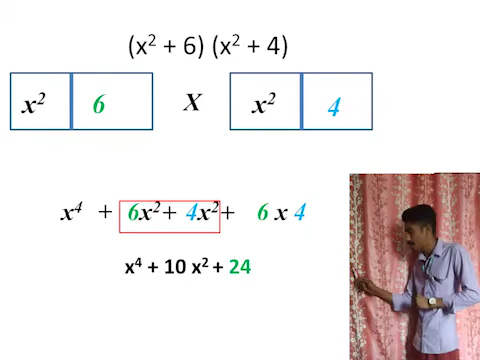 (x² + 6) (x² + 4)
x² 6 X x² 4
x⁴ + 6x² + 4x² + 6 x 4
x⁴ + 10 x² + 24